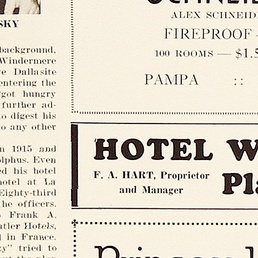 SKY
background,
Windermere
Dallasite
entering the
got hungry
further ad-
to digest his
to any other
1915 and
olphus. Even
ed his hotel
hotel at La
Eighty-third
the officers.
Frank A.
utler Hotels,
d in France.
tried to
ALEX SCHNEID
FIREPROOF
100 ROOMS — $1.5
PAMPA ::
HOTEL W
F. A. HART, Proprietor
and Manager
Pla